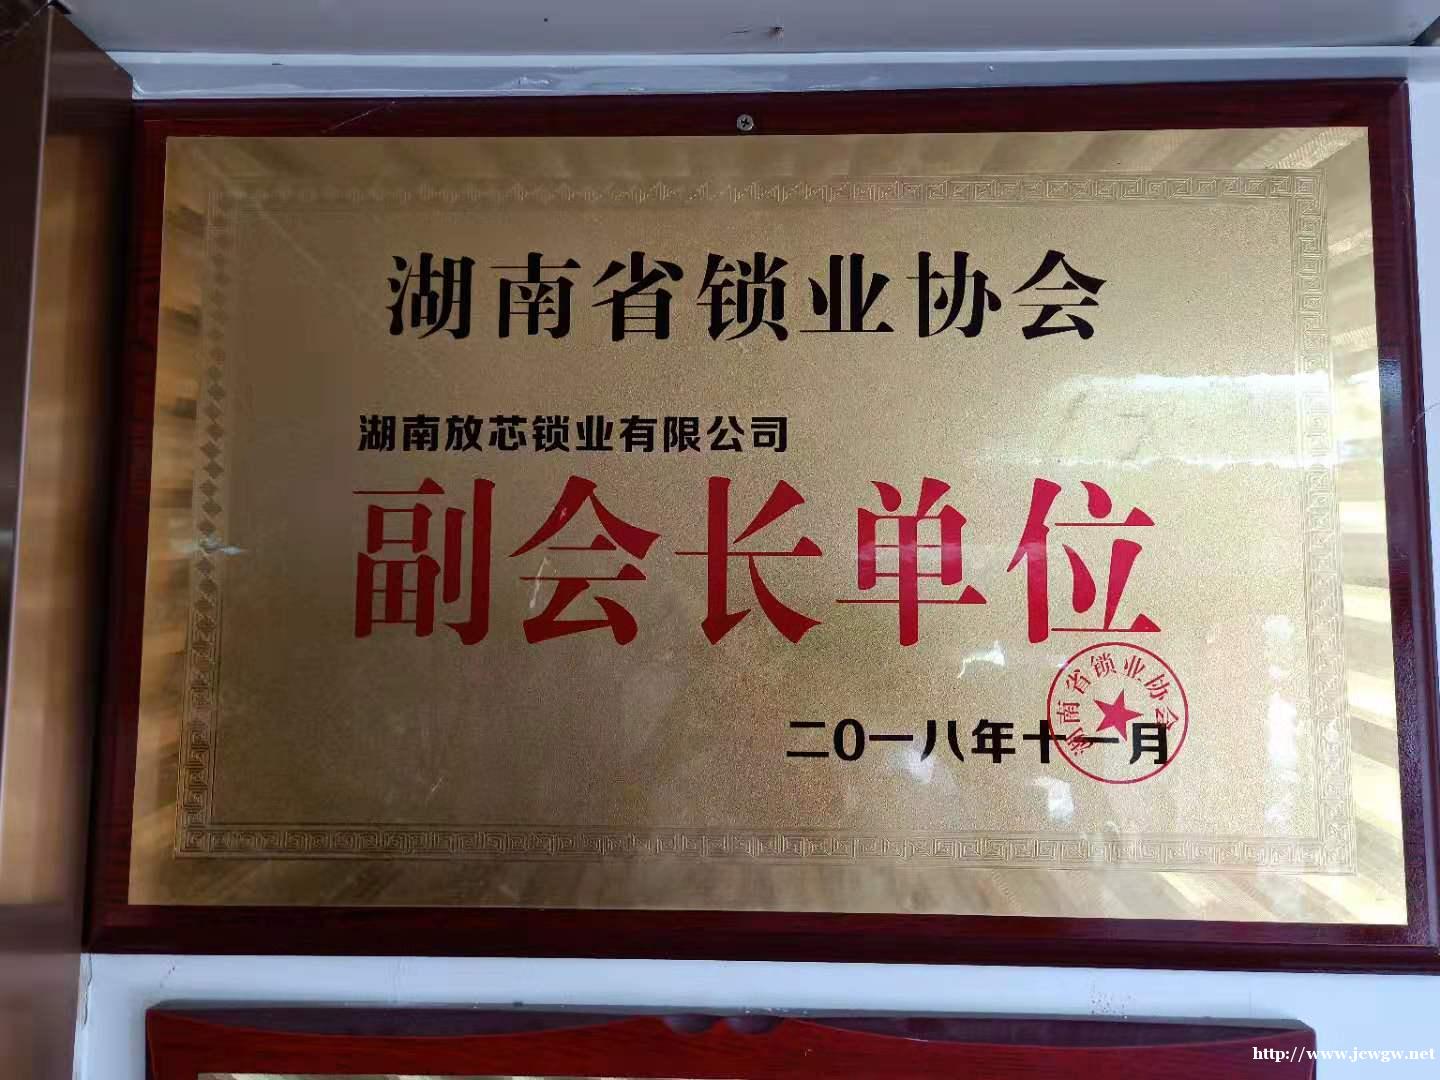 湖南省锁业协会
湖南放芯锁业有限公司
副会长单位
二0一八年十一月
湖南省锁业协会
http://www.jcwgw.net